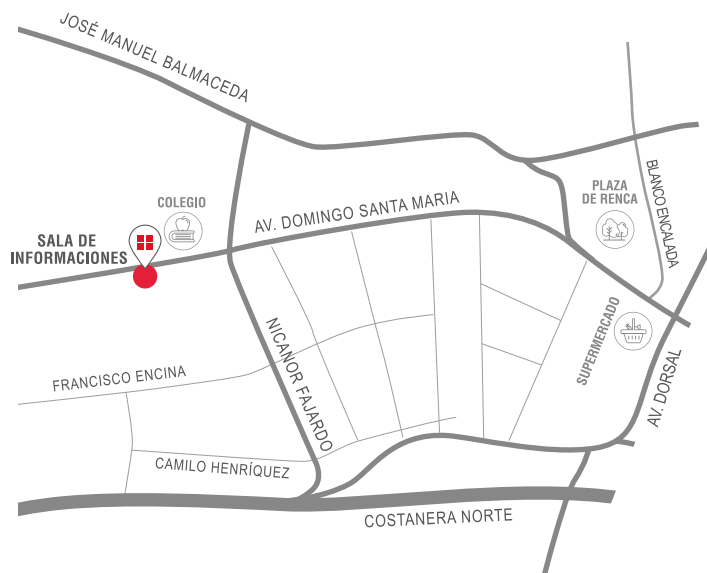 JOSÉ MANUEL BALMACEDA
COLEGIO
AV. DOMINGO SANTA MARIA
PLAZA
DE RENCA
BLANCO ENCALADA
SALA DE
INFORMACIONES
NICANOR FAJARDO
SUPERMERCADO
AV. DORSAL
FRANCISCO ENCINA
CAMILO HENRÍQUEZ
COSTANERA NORTE